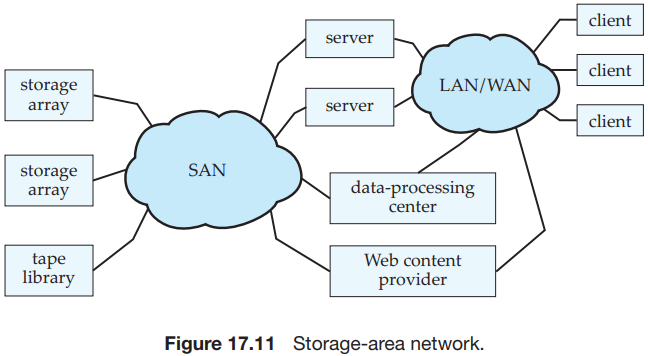 storage
array
storage
array
tape
library
SAN
server
server
data-processing
center
Web content
provider
LAN/WAN
client
client
client
Figure 17.11 Storage-area network.